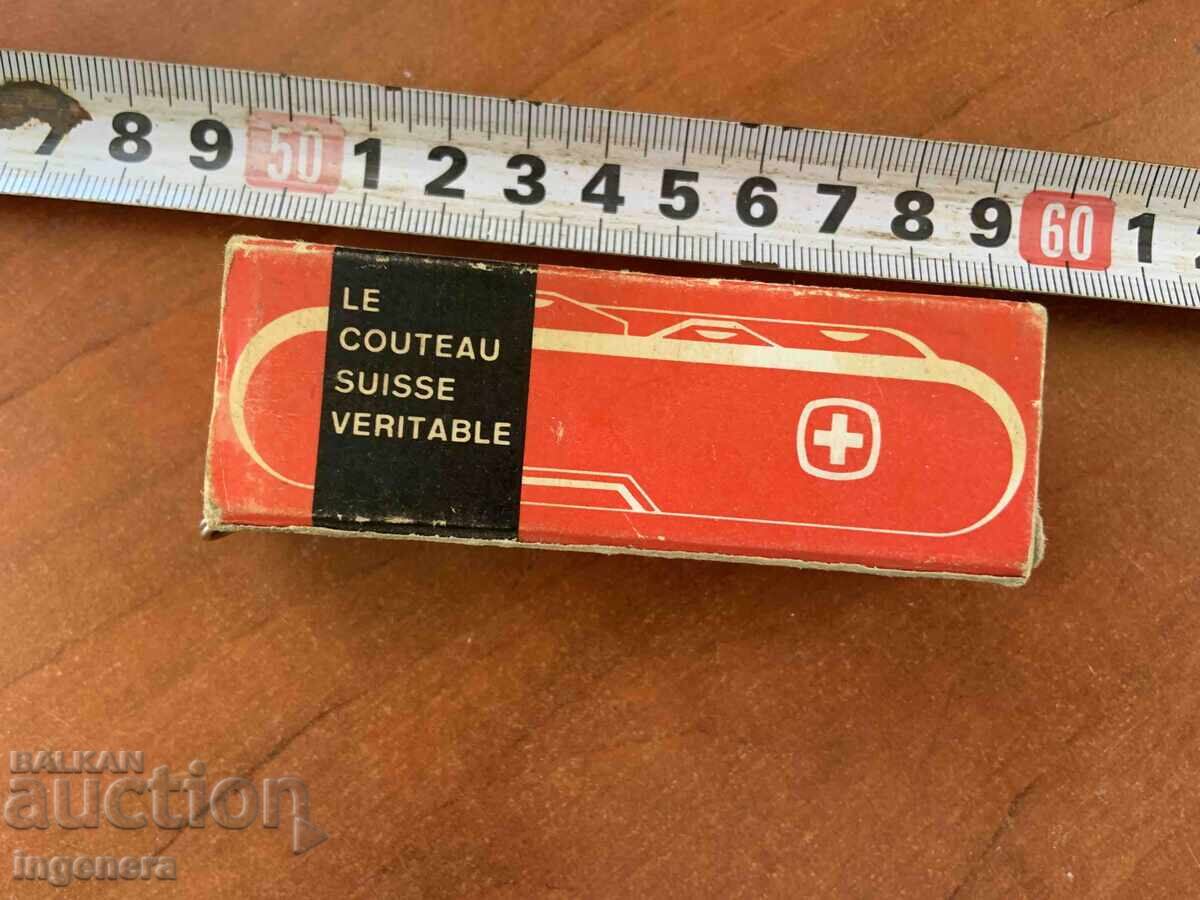 7 8 9 50 1 2 3 4 5 6 7 8 9 60 1 2
LE
COUTEAU
SUISSE
VERITABLE
BALKAN
auction
ingenera